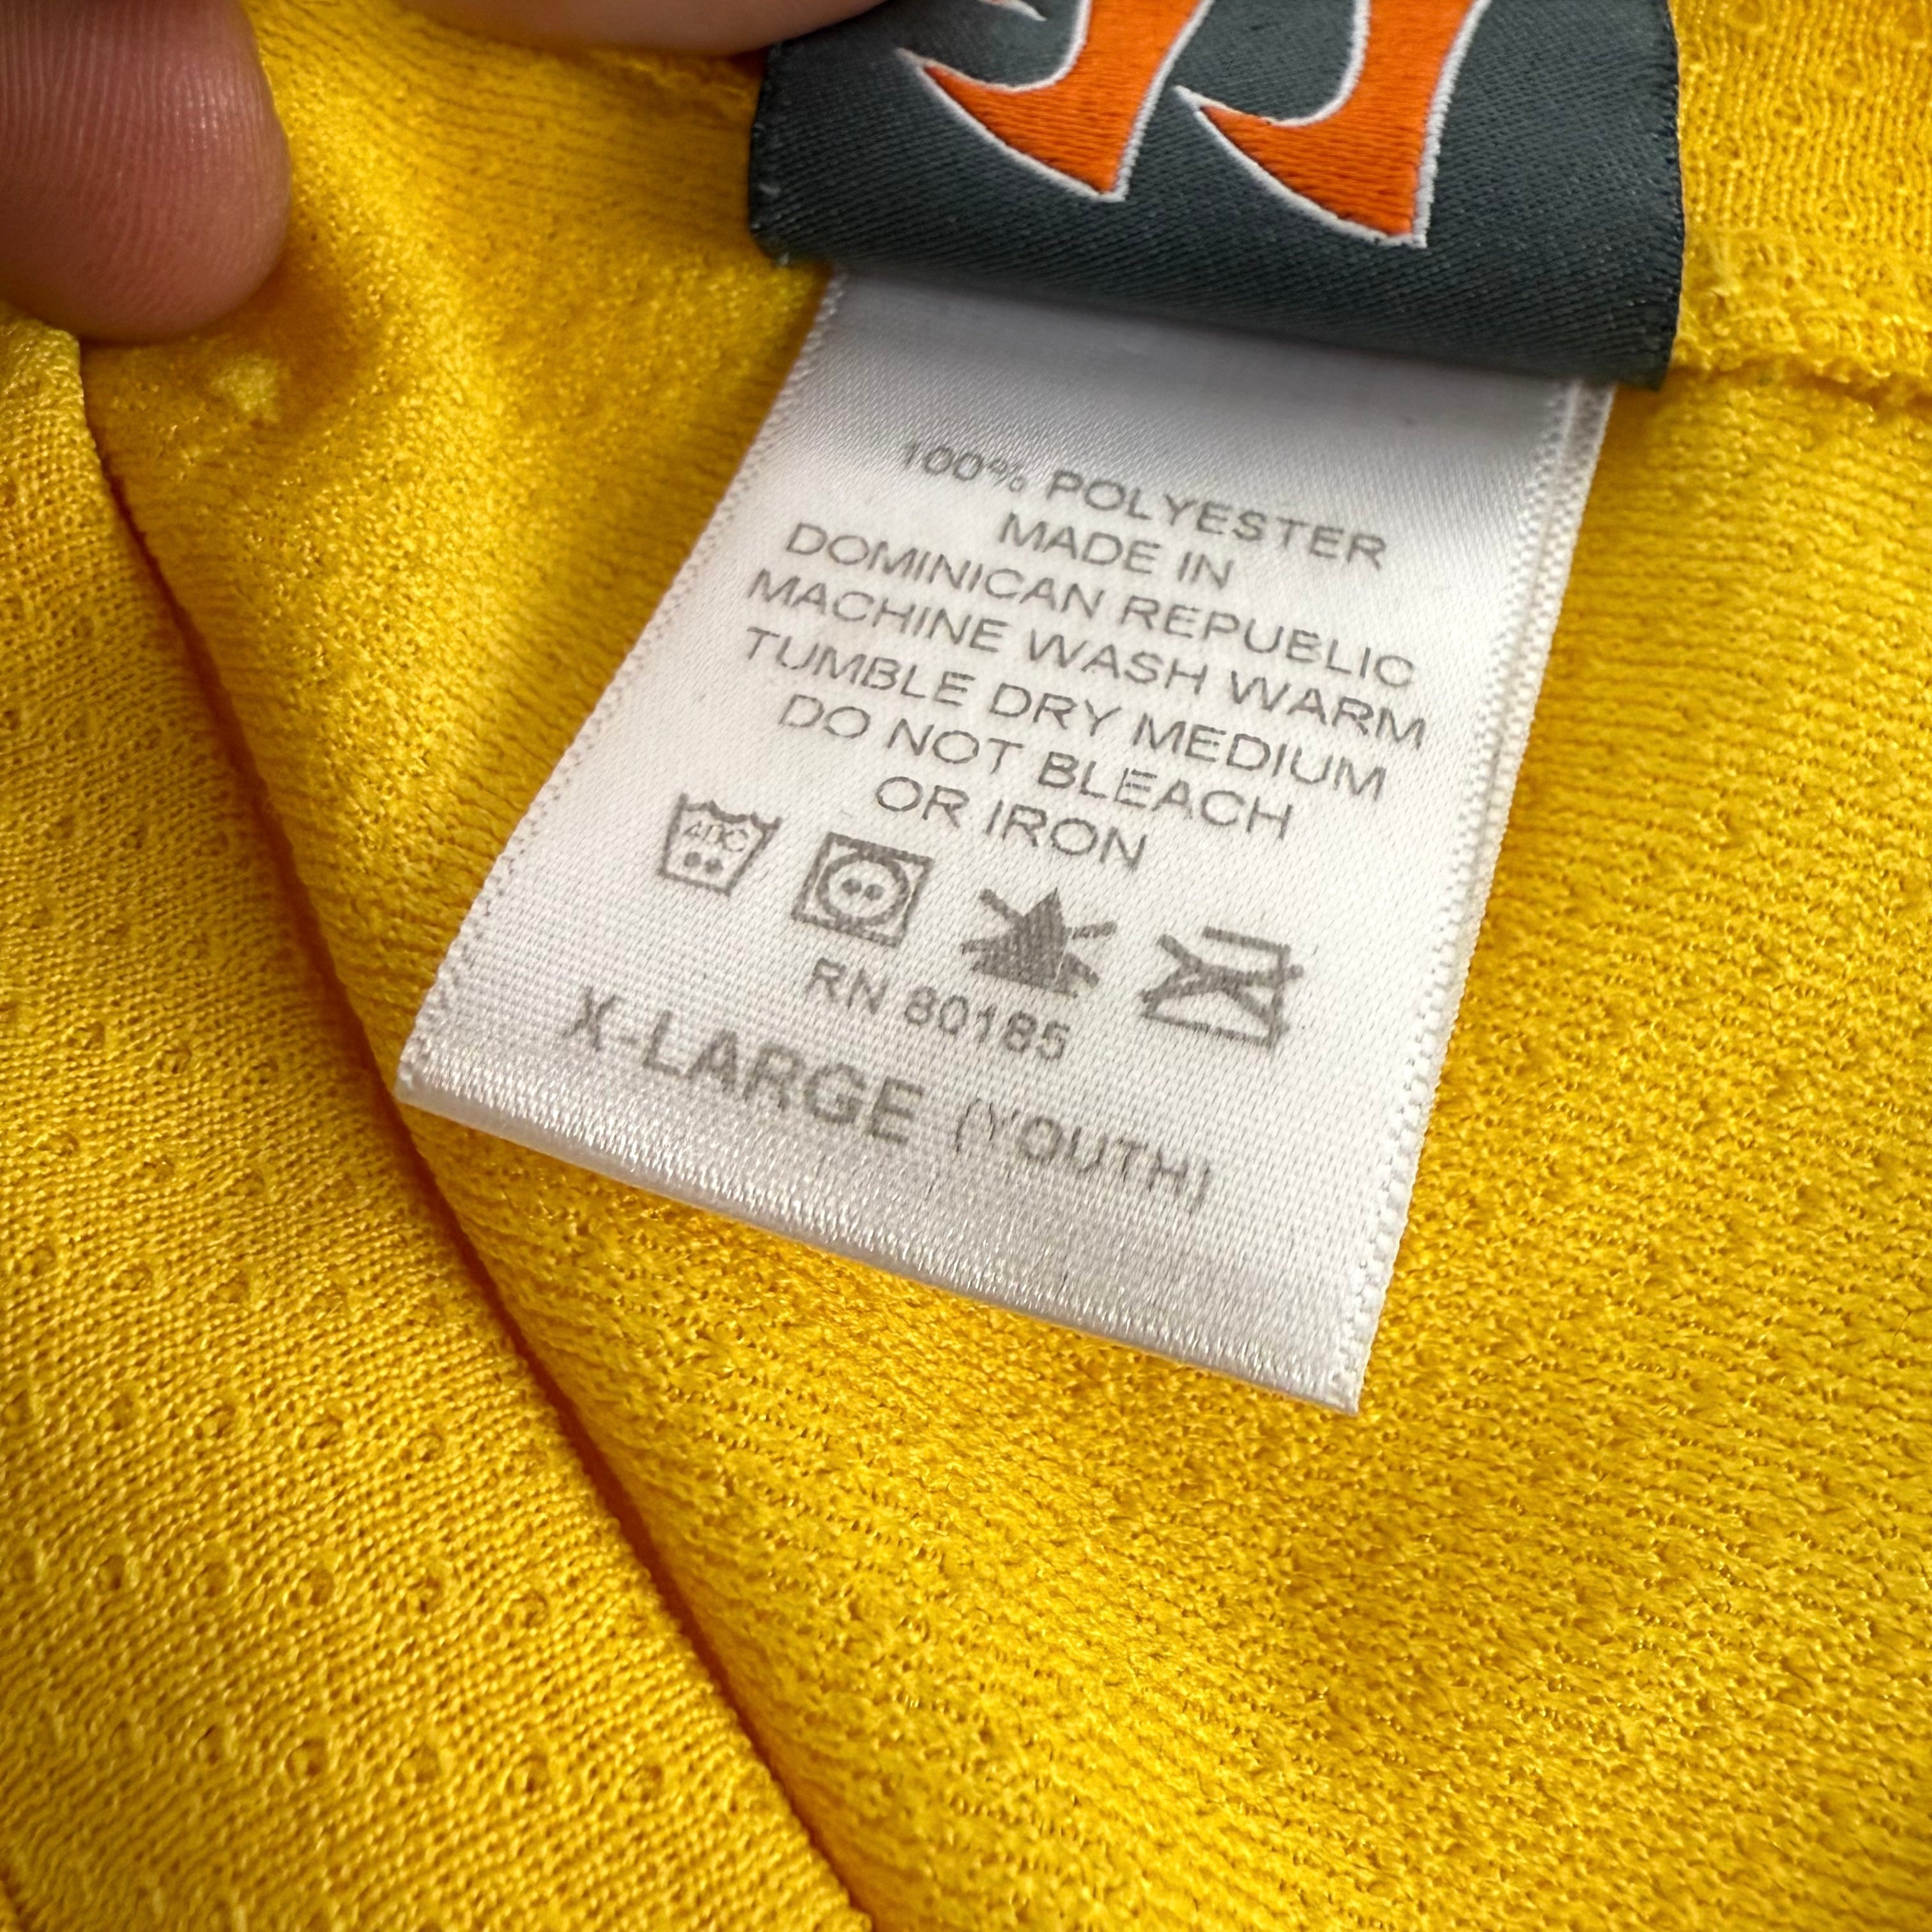 100% POLYESTER
MADE IN
DOMINICAN REPUBLIC
MACHINE WASH WARM
TUMBLE DRY MEDIUM
DO NOT BLEACH
OR IRON
40C
RN 80185
X-LARGE (YOUTH)